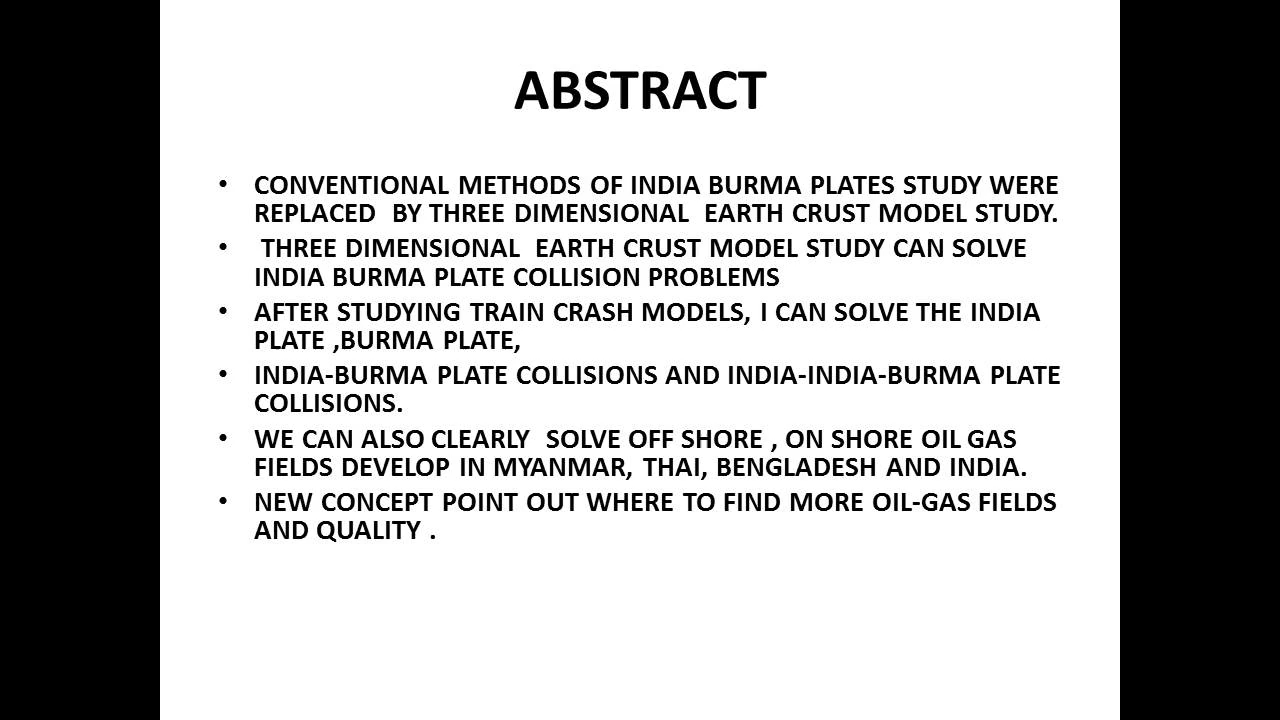 ABSTRACT
• CONVENTIONAL METHODS OF INDIA BURMA PLATES STUDY WERE
REPLACED BY THREE DIMENSIONAL EARTH CRUST MODEL STUDY.
• THREE DIMENSIONAL EARTH CRUST MODEL STUDY CAN SOLVE
INDIA BURMA PLATE COLLISION PROBLEMS
• AFTER STUDYING TRAIN CRASH MODELS, I CAN SOLVE THE INDIA
PLATE ,BURMA PLATE,
• INDIA-BURMA PLATE COLLISIONS AND INDIA-INDIA-BURMA PLATE
COLLISIONS.
• WE CAN ALSO CLEARLY SOLVE OFF SHORE , ON SHORE OIL GAS
FIELDS DEVELOP IN MYANMAR, THAI, BENGLADESH AND INDIA.
• NEW CONCEPT POINT OUT WHERE TO FIND MORE OIL-GAS FIELDS
AND QUALITY .